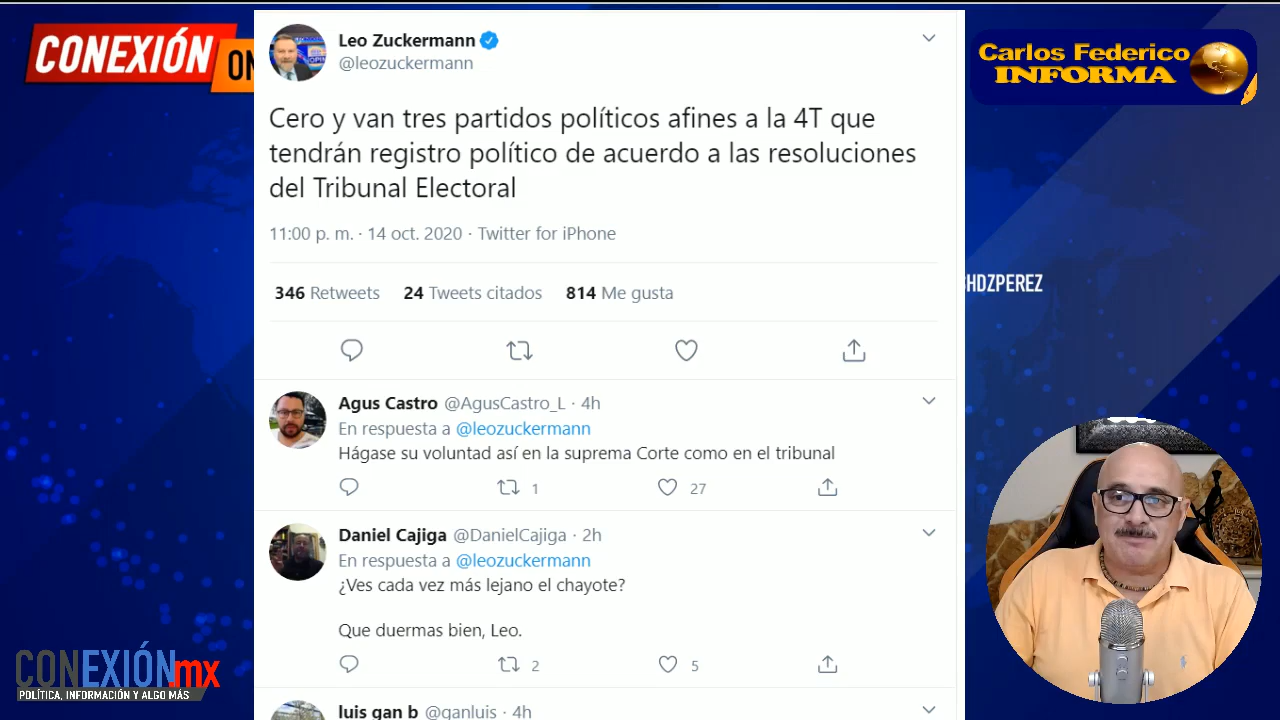 CONEXIÓN
ON
Carlos Federico
INFORMA
Leo Zuckermann
@leozuckermann
Cero y van tres partidos políticos afines a la 4T que
tendrán registro político de acuerdo a las resoluciones
del Tribunal Electoral
11:00 p. m. · 14 oct. 2020 · Twitter for iPhone
346 Retweets 24 Tweets citados 814 Me gusta
HDZPEREZ
Agus Castro @AgusCastro_L · 4h
En respuesta a @leozuckermann
Hágase su voluntad así en la suprema Corte como en el tribunal
1 27
Daniel Cajiga @DanielCajiga · 2h
En respuesta a @leozuckermann
¿Ves cada vez más lejano el chayote?
Que duermas bien, Leo.
2 5
luis gan b @ganluis · 4h
CONEXIÓN.mx
POLÍTICA, INFORMACIÓN Y ALGO MÁS